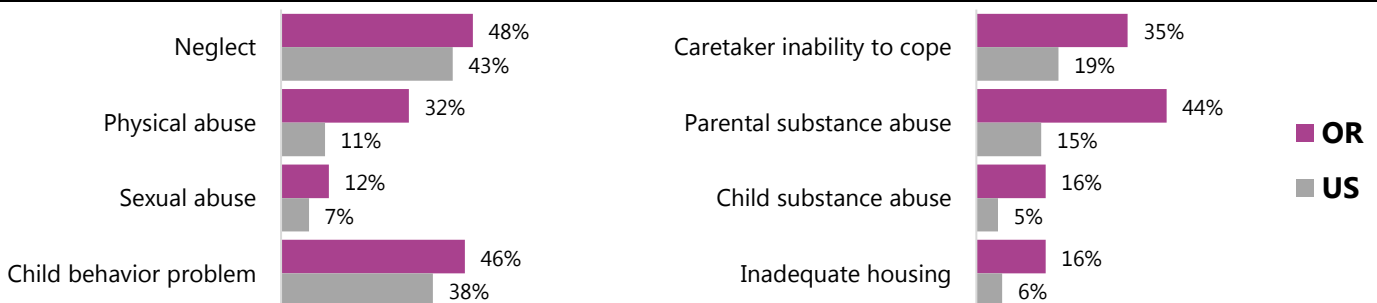 Neglect
48%
43%
Physical abuse
32%
11%
Sexual abuse
12%
7%
Child behavior problem
46%
38%
Caretaker inability to cope
35%
19%
Parental substance abuse
44%
15%
Child substance abuse
16%
5%
Inadequate housing
16%
6%
OR
US